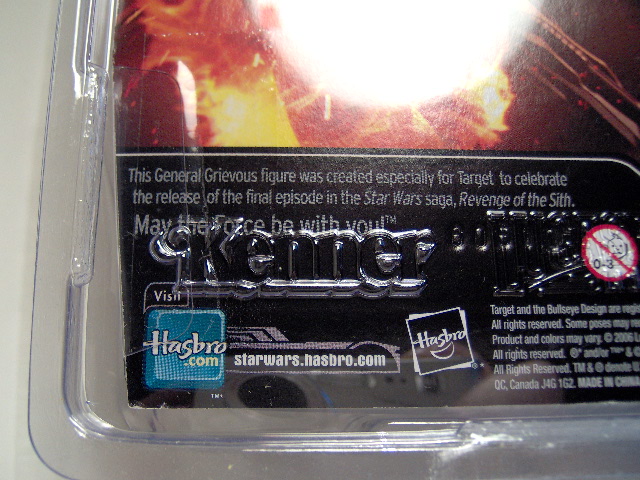 This General Grievous figure was created especially for Target to celebrate
the release of the final episode in the Star Wars saga, Revenge of the Sith.
May the Force be with you!™
Kenner
0-3
Visit
Hasbro
.com
TM
starwars.hasbro.com
Hasbro
Target and the Bullseye Design are regis
All rights reserved. Some poses may
Product and colors may vary. © 2006 L
All rights reserved. ®* and/or ™* &
All Rights Reserved. TM & ® denote U
QC, Canada J4G 1G2. MADE IN CHIN